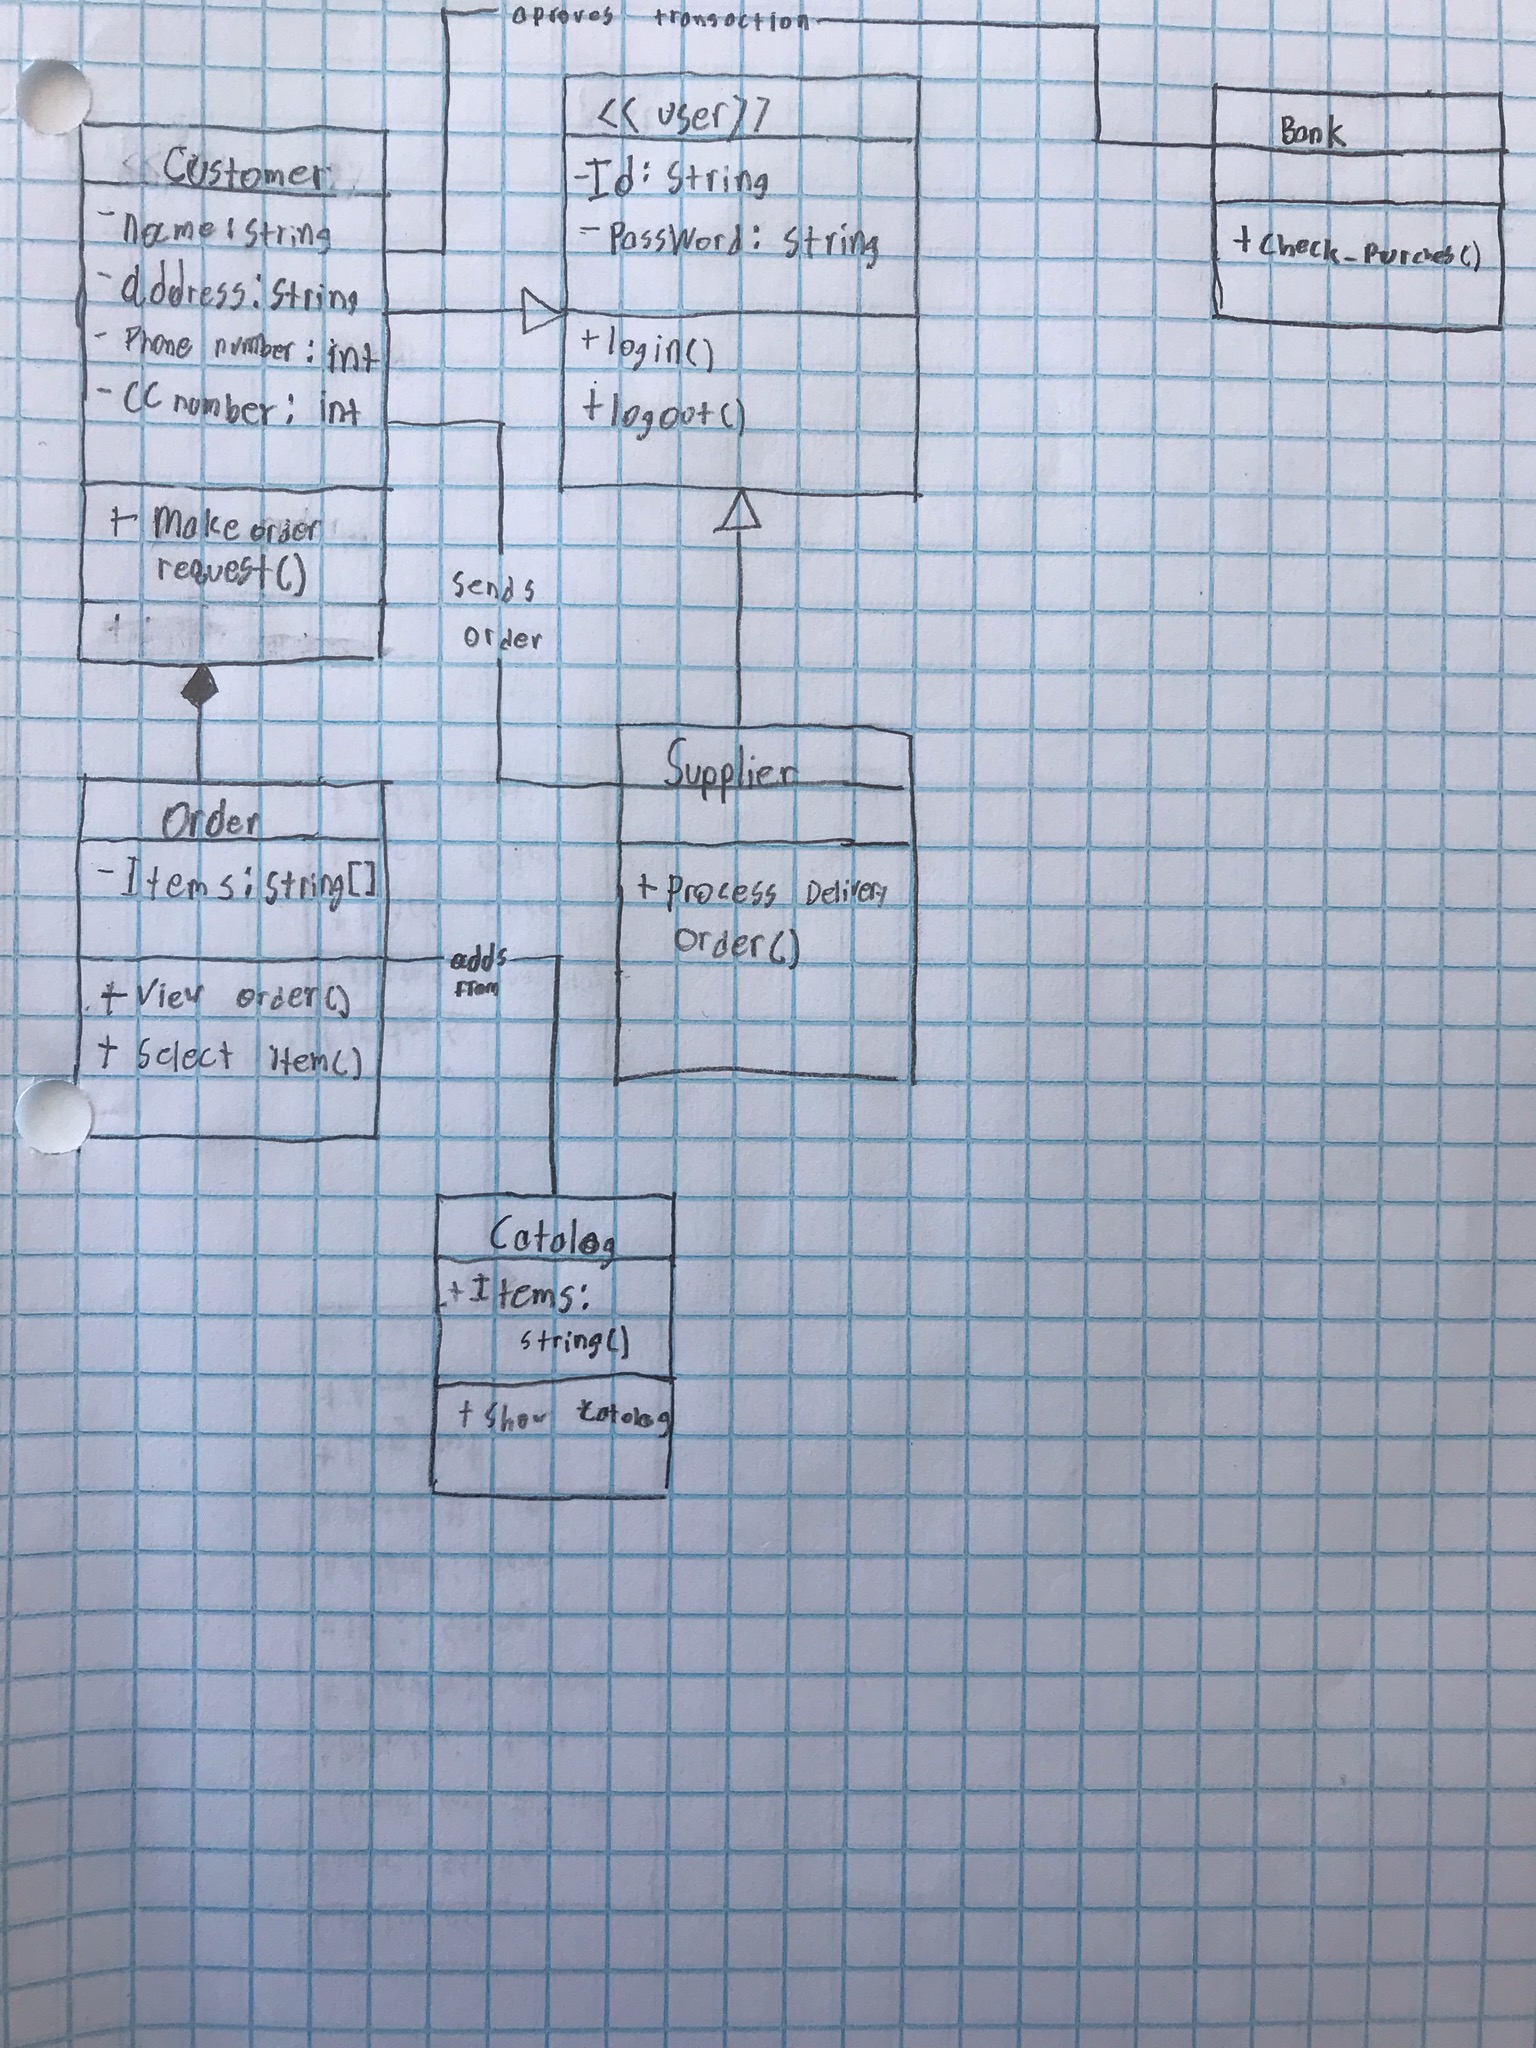 aproves transaction
Customer
- name: String
- address: String
- Phone number: int
- CC number: int
+ Make order
request()
<< user >>
- Id: String
- PassWord: String
+ login()
+ logout()
Bank
+ Check_Purches()
Sends
order
Order
- Items: String[]
+ View order()
+ Select item()
adds
from
Supplier
+ Process Delivery
Order()
Catolog
+ Items:
string()
+ Show Catolog